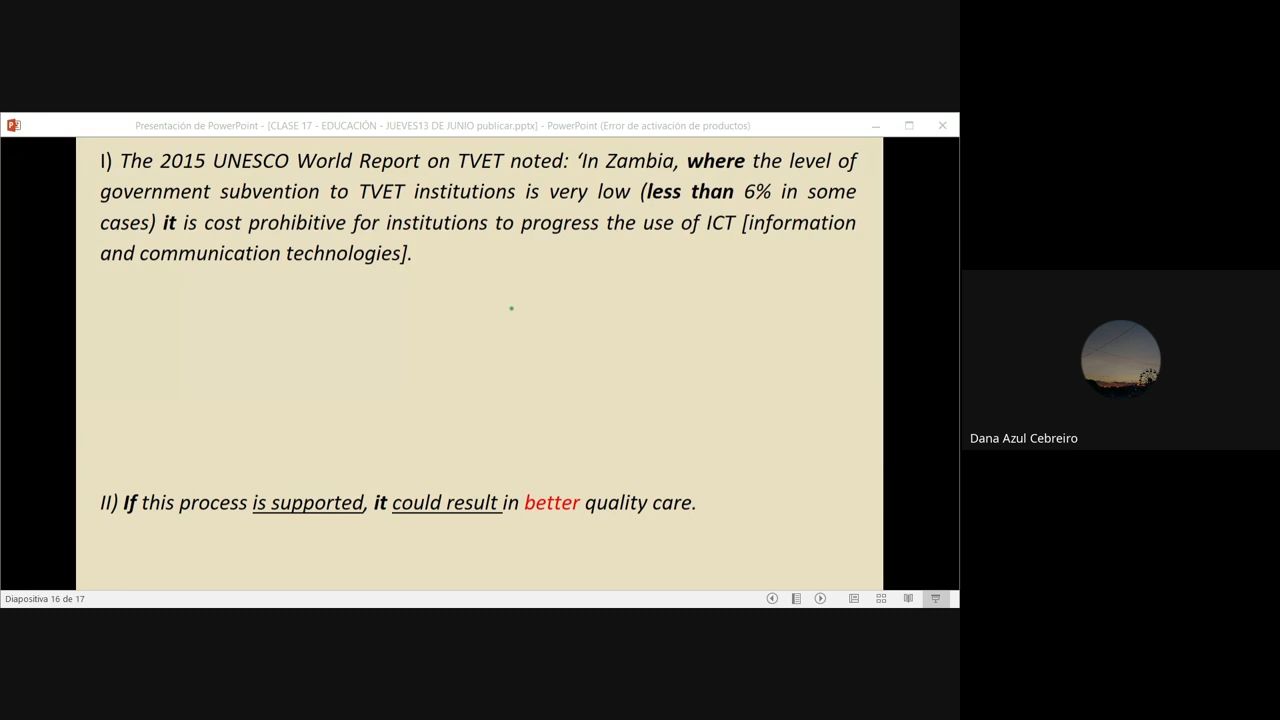 Presentación de PowerPoint - [CLASE 17 - EDUCACIÓN - JUEVES13 DE JUNIO publicar.pptx] - PowerPoint (Error de activación de productos)
I) The 2015 UNESCO World Report on TVET noted: ‘In Zambia, where the level of
government subvention to TVET institutions is very low (less than 6% in some
cases) it is cost prohibitive for institutions to progress the use of ICT [information
and communication technologies].
Dana Azul Cebreiro
II) If this process is supported, it could result in better quality care.
Diapositiva 16 de 17